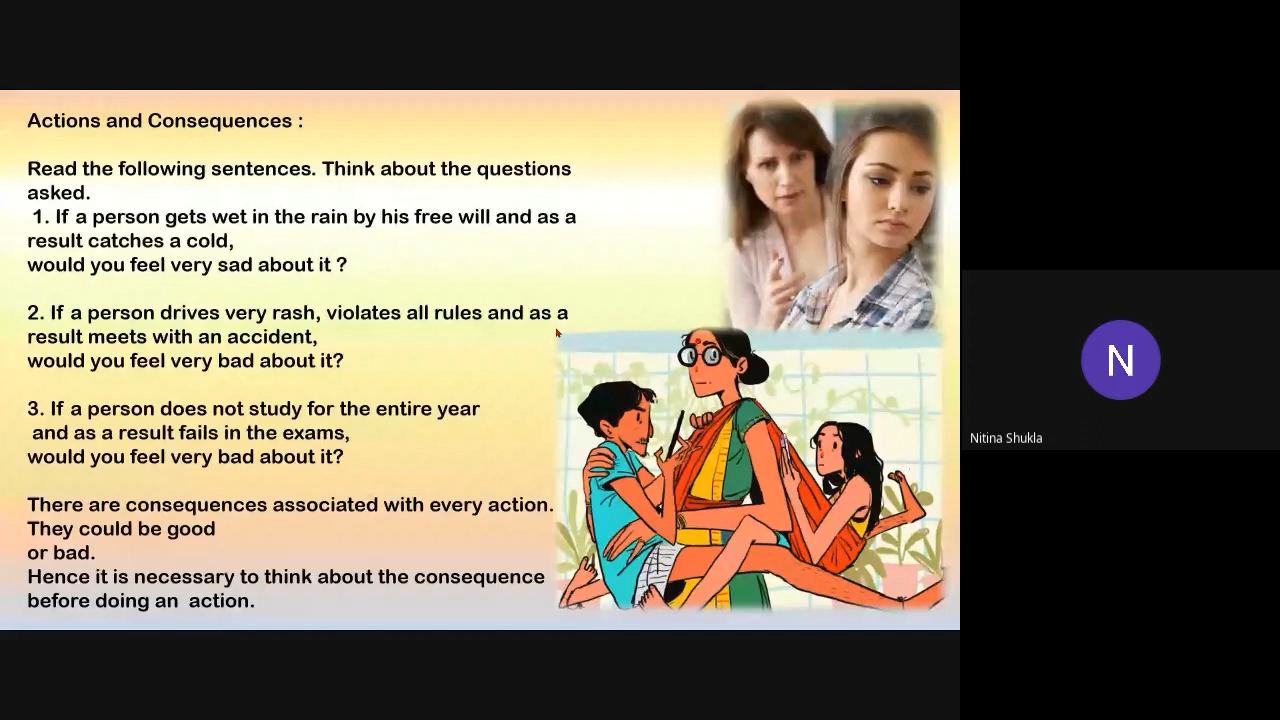 Actions and Consequences :
Read the following sentences. Think about the questions
asked.
1. If a person gets wet in the rain by his free will and as a
result catches a cold,
would you feel very sad about it ?
2. If a person drives very rash, violates all rules and as a
result meets with an accident,
would you feel very bad about it?
3. If a person does not study for the entire year
and as a result fails in the exams,
would you feel very bad about it?
There are consequences associated with every action.
They could be good
or bad.
Hence it is necessary to think about the consequence
before doing an action.
N
Nitina Shukla